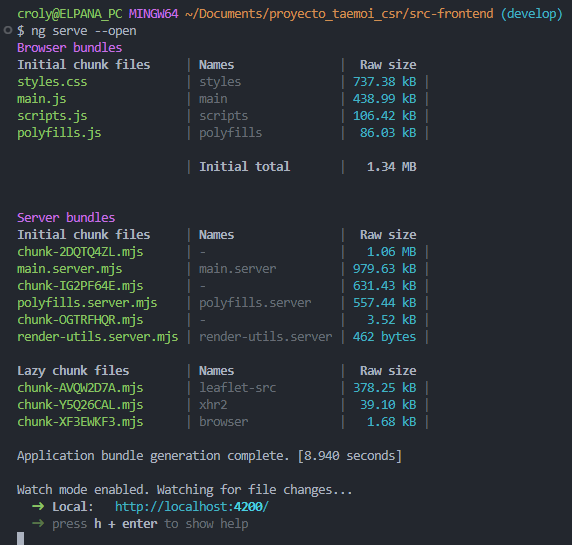 croly@ELPANA_PC MINGW64 ~/Documents/proyecto_taemoi_csr/src-frontend (develop)
$ ng serve --open
Browser bundles
Initial chunk files | Names | Raw size
styles.css | styles | 737.38 kB |
main.js | main | 438.99 kB |
scripts.js | scripts | 106.42 kB |
polyfills.js | polyfills | 86.03 kB |
| Initial total | 1.34 MB
Server bundles
Initial chunk files | Names | Raw size
chunk-2DQTQ4ZL.mjs | - | 1.06 MB |
main.server.mjs | main.server | 979.63 kB |
chunk-IG2PF64E.mjs | - | 631.43 kB |
polyfills.server.mjs | polyfills.server | 557.44 kB |
chunk-OGTRFHQR.mjs | - | 3.52 kB |
render-utils.server.mjs | render-utils.server | 462 bytes |
Lazy chunk files | Names | Raw size
chunk-AVQW2D7A.mjs | leaflet-src | 378.25 kB |
chunk-Y5Q26CAL.mjs | xhr2 | 39.10 kB |
chunk-XF3EWKF3.mjs | browser | 1.68 kB |
Application bundle generation complete. [8.940 seconds]
Watch mode enabled. Watching for file changes...
➜ Local: http://localhost:4200/
➜ press h + enter to show help